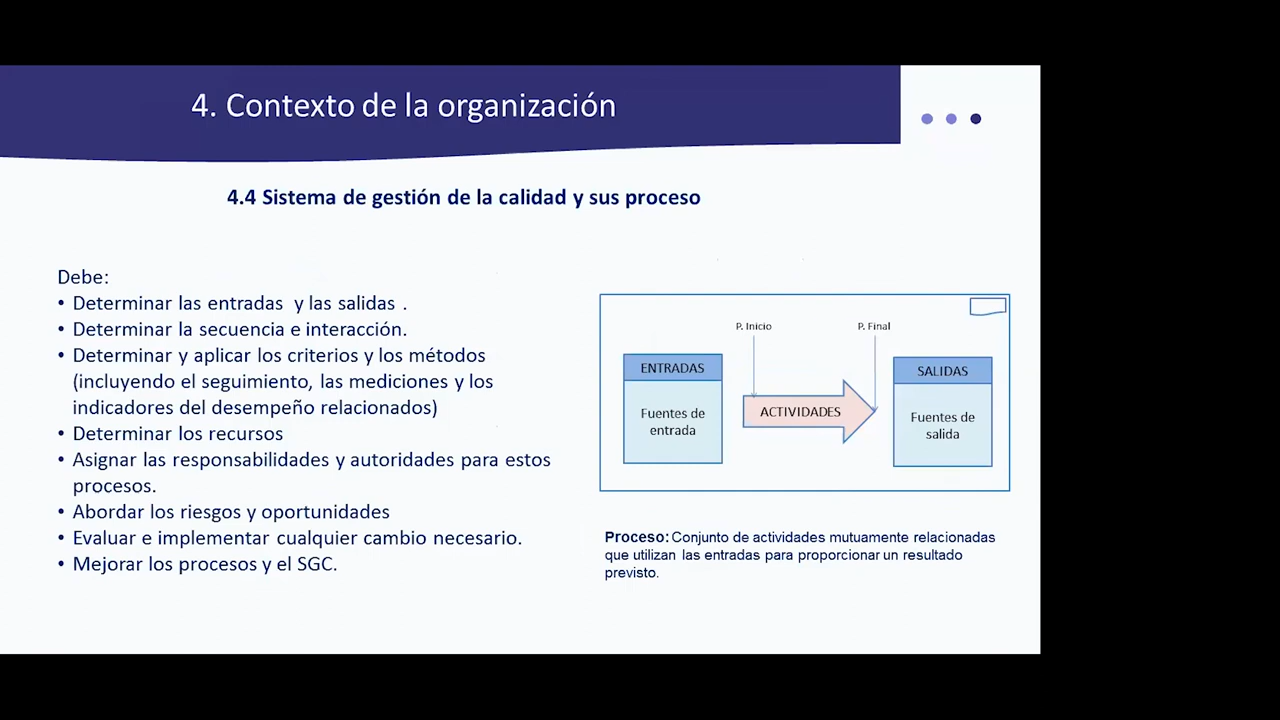 4. Contexto de la organización
4.4 Sistema de gestión de la calidad y sus proceso
Debe:
• Determinar las entradas y las salidas .
• Determinar la secuencia e interacción.
• Determinar y aplicar los criterios y los métodos
(incluyendo el seguimiento, las mediciones y los
indicadores del desempeño relacionados)
• Determinar los recursos
• Asignar las responsabilidades y autoridades para estos
procesos.
• Abordar los riesgos y oportunidades
• Evaluar e implementar cualquier cambio necesario.
• Mejorar los procesos y el SGC.
P. Inicio
P. Final
ENTRADAS
Fuentes de
entrada
ACTIVIDADES
SALIDAS
Fuentes de
salida
Proceso: Conjunto de actividades mutuamente relacionadas
que utilizan las entradas para proporcionar un resultado
previsto.